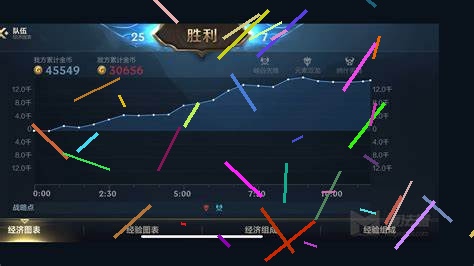 队伍
25 胜利 7
我方累计金币 敌方累计金币
45549 30656
12.0千 12.0千
8.0千 8.0千
4.0千 4.0千
0 0
4.0千 4.0千
8.0千
12.0千 12.0千
0:00 2:30 5:00 10:00
战略点
经济图表 经验图表 经济组成 经验组成